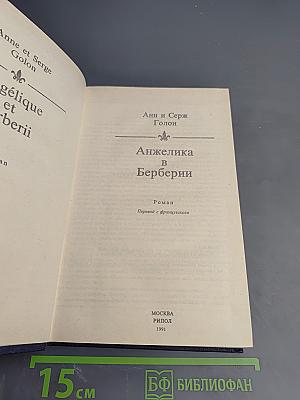 Anne et Serge
Golon
gélique
et
rberii
an
Анн и Серж
Голон
Анжелика
в
Берберии
Роман
Перевод с французского
МОСКВА
РИПОЛ
1991
15 см
БФ БИБЛИОФАН